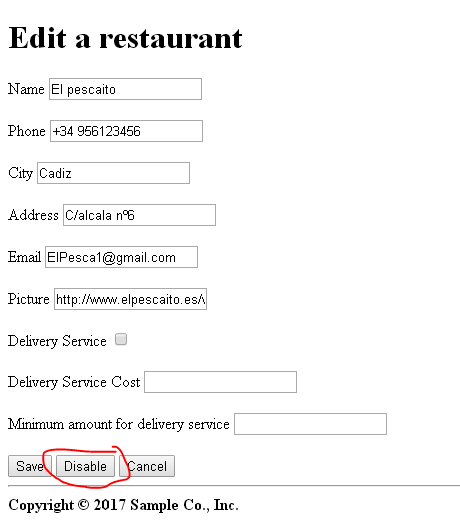 Edit a restaurant
Name El pescaito
Phone +34 956123456
City Cadiz
Address C/alcala nº6
Email ElPesca1@gmail.com
Picture http://www.elpescaito.es/
Delivery Service
Delivery Service Cost
Minimum amount for delivery service
Save Disable Cancel
Copyright © 2017 Sample Co., Inc.